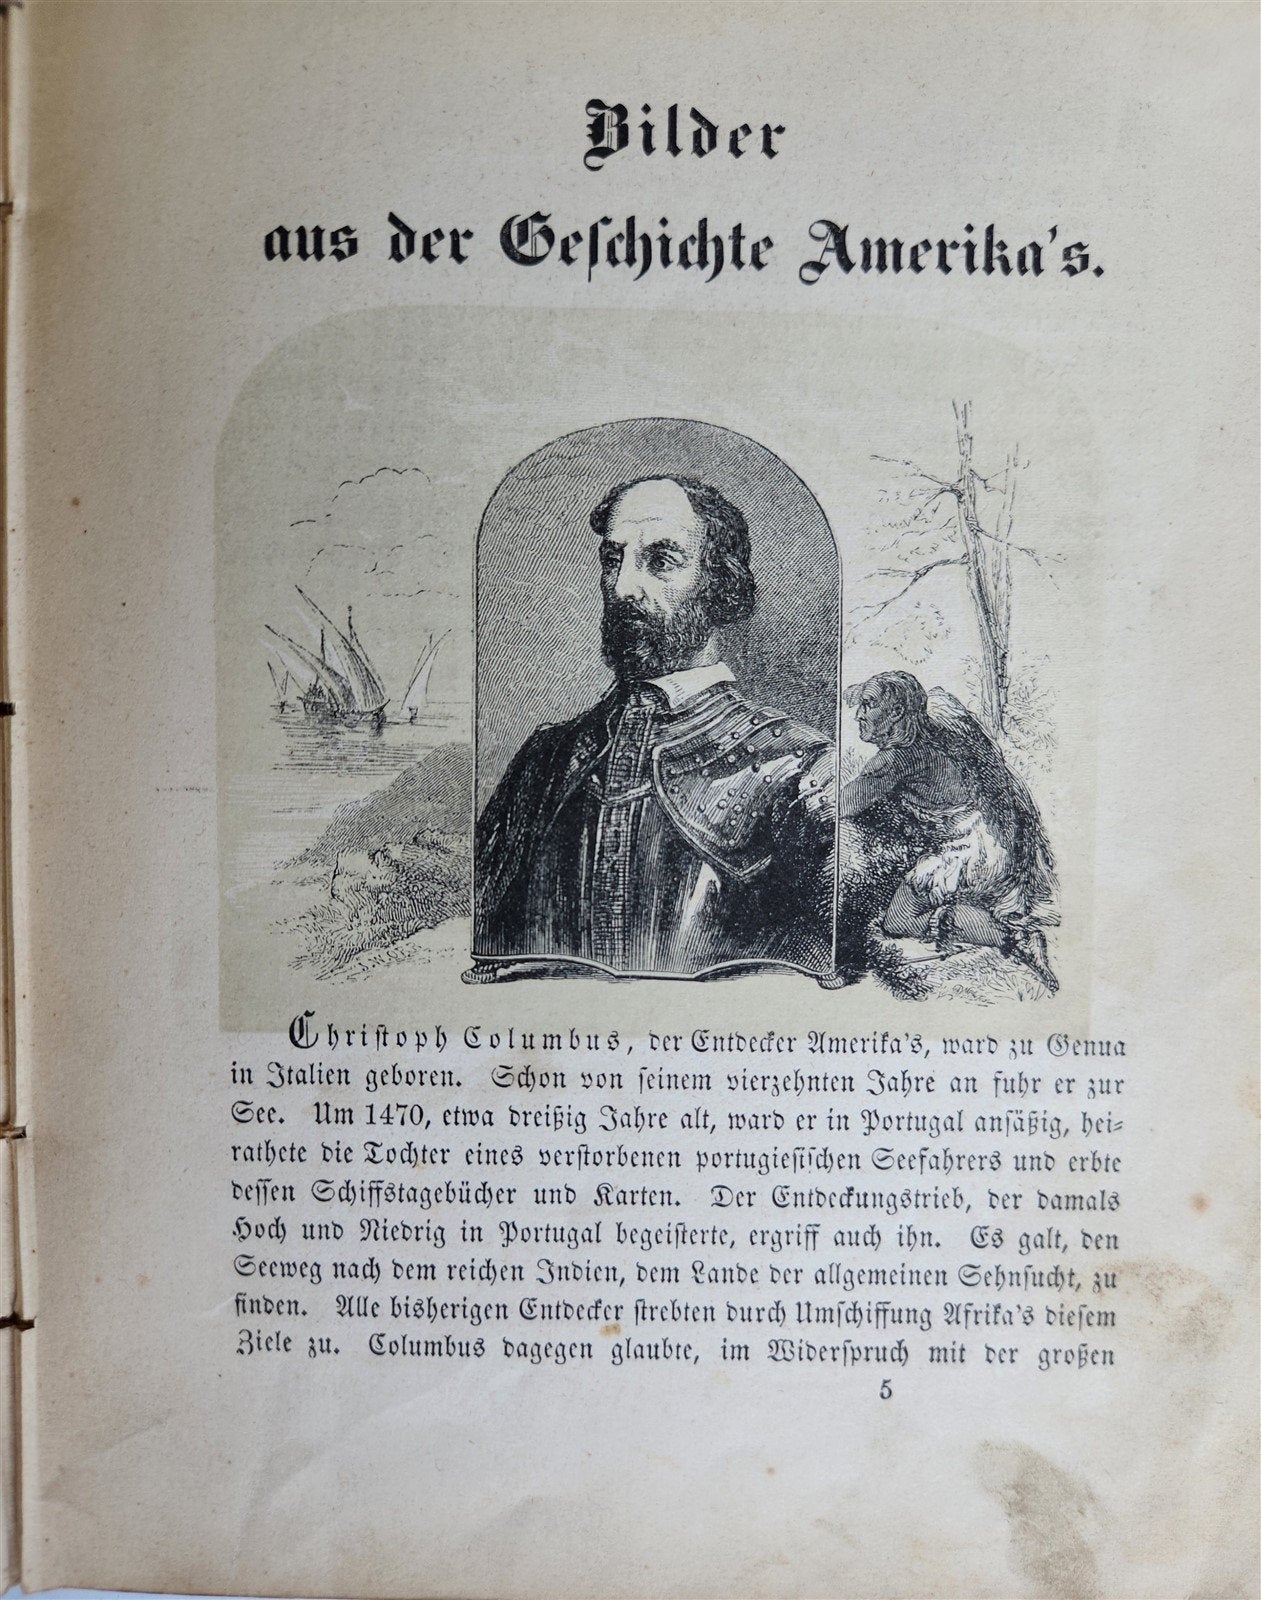 Bilder
aus der Geschichte Amerika's.
Christoph Columbus, der Entdecker Amerika's, ward zu Genua
in Italien geboren. Schon von seinem vierzehnten Jahre an fuhr er zur
See. Um 1470, etwa dreißig Jahre alt, ward er in Portugal ansäßig, hei-
rathete die Tochter eines verstorbenen portugiesischen Seefahrers und erbte
dessen Schiffstagebücher und Karten. Der Entdeckungstrieb, der damals
Hoch und Niedrig in Portugal begeisterte, ergriff auch ihn. Es galt, den
Seeweg nach dem reichen Indien, dem Lande der allgemeinen Sehnsucht, zu
finden. Alle bisherigen Entdecker strebten durch Umschiffung Afrika's diesem
Ziele zu. Columbus dagegen glaubte, im Widerspruch mit der großen
5